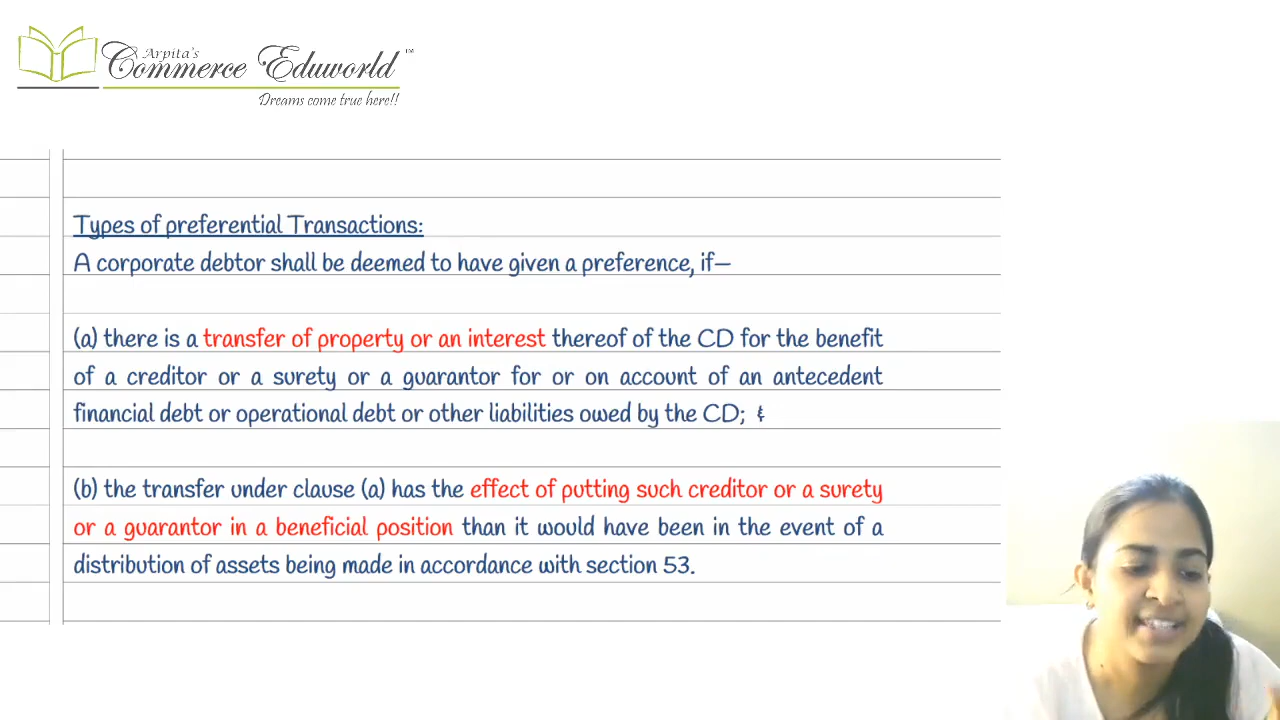 Arpita's
Commerce Eduworld™
Dreams come true here!!
Types of preferential Transactions:
A corporate debtor shall be deemed to have given a preference, if—
(a) there is a transfer of property or an interest thereof of the CD for the benefit
of a creditor or a surety or a guarantor for or on account of an antecedent
financial debt or operational debt or other liabilities owed by the CD; &
(b) the transfer under clause (a) has the effect of putting such creditor or a surety
or a guarantor in a beneficial position than it would have been in the event of a
distribution of assets being made in accordance with section 53.